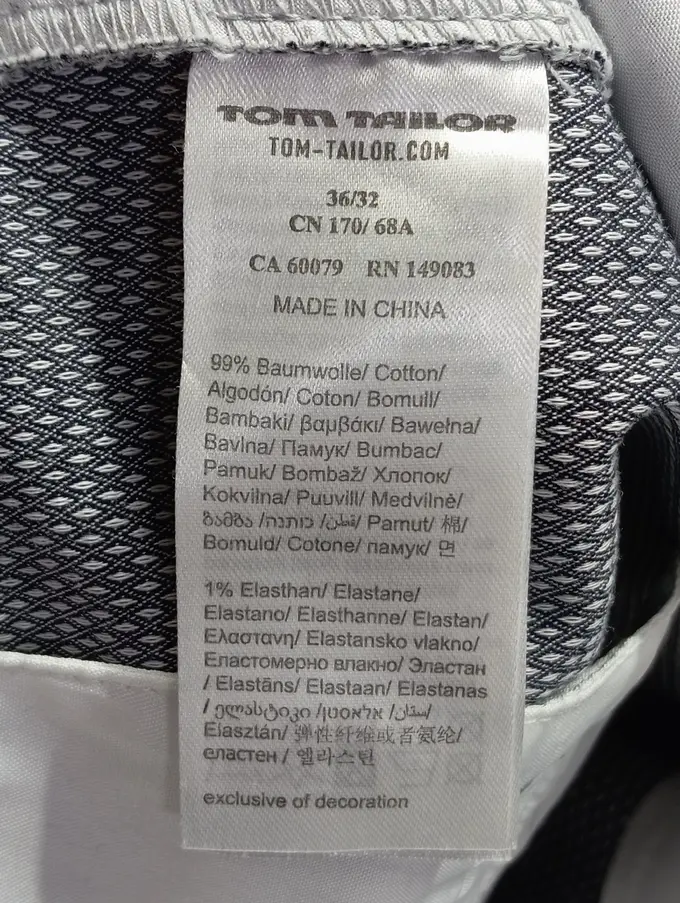 TOM TAILOR
TOM-TAILOR.COM
36/32
CN 170/ 68A
CA 60079 RN 149083
MADE IN CHINA
99% Baumwolle/ Cotton/
Algodón/ Coton/ Bomull/
Bambaki/ βαμβάκι/ Bawełna/
Bavlna/ Памук/ Bumbac/
Pamuk/ Bombaž/ Хлопок/
Kokvilna/ Puuvill/ Medvilnė/
ბამბა /כותנה /قطن/ Pamut/ 棉/
Bomuld/ Cotone/ памук/ 면
1% Elasthan/ Elastane/
Elastano/ Elasthanne/ Elastan/
Ελαστανη/ Elastansko vlakno/
Еластомерно влакно/ Эластан
/ Elastāns/ Elastaan/ Elastanas
/ ელასტიკი /אלאסטן /إستان/
Elasztán/ 弹性纤维或者氨纶/
еластен / 엘라스틴
exclusive of decoration